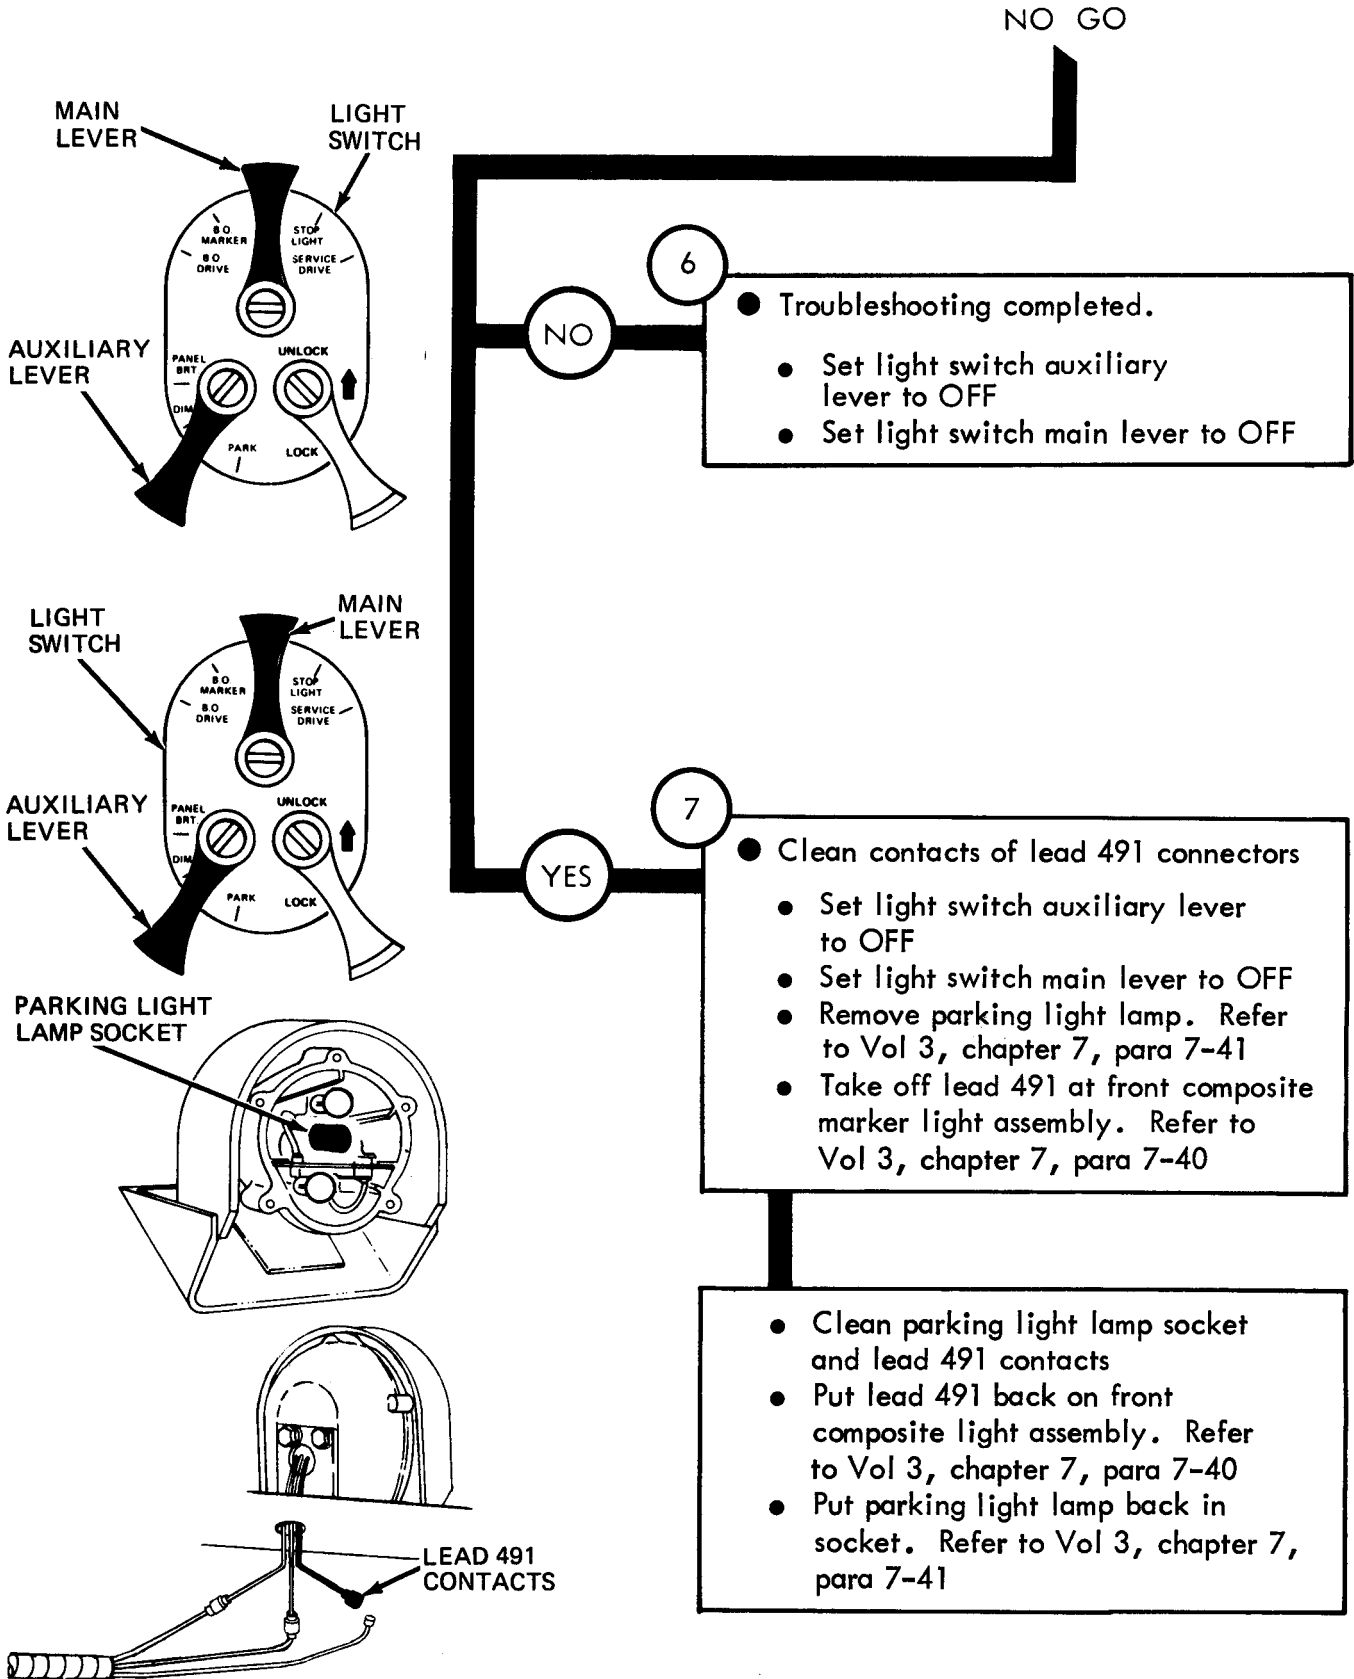 NO GO
MAIN
LEVER
LIGHT
SWITCH
B O
MARKER
B O
DRIVE
STOP
LIGHT
SERVICE
DRIVE
AUXILIARY
LEVER
PANEL
BRT
DIM
PARK
UNLOCK
LOCK
NO
6
● Troubleshooting completed.
● Set light switch auxiliary
lever to OFF
● Set light switch main lever to OFF
LIGHT
SWITCH
MAIN
LEVER
B O
MARKER
B.O
DRIVE
STOP
LIGHT
SERVICE
DRIVE
AUXILIARY
LEVER
PANEL
BRT.
DIM
PARK
UNLOCK
LOCK
YES
7
● Clean contacts of lead 491 connectors
● Set light switch auxiliary lever
to OFF
● Set light switch main lever to OFF
● Remove parking light lamp. Refer
to Vol 3, chapter 7, para 7-41
● Take off lead 491 at front composite
marker light assembly. Refer to
Vol 3, chapter 7, para 7-40
PARKING LIGHT
LAMP SOCKET
● Clean parking light lamp socket
and lead 491 contacts
● Put lead 491 back on front
composite light assembly. Refer
to Vol 3, chapter 7, para 7-40
● Put parking light lamp back in
socket. Refer to Vol 3, chapter 7,
para 7-41
LEAD 491
CONTACTS